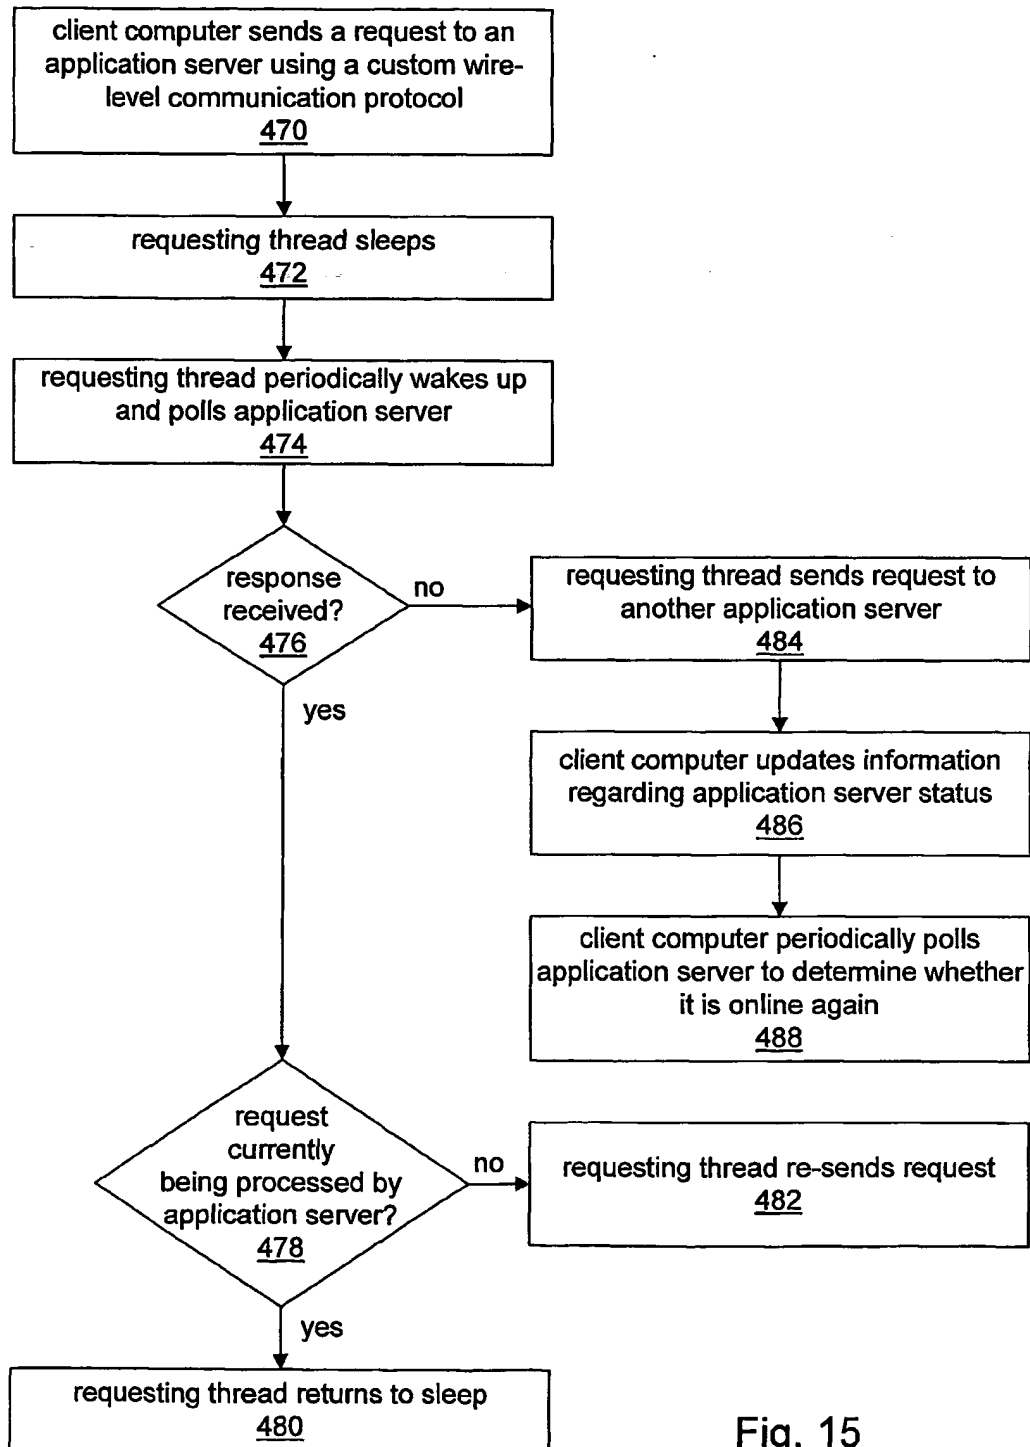 client computer sends a request to an
application server using a custom wire-
level communication protocol
470
requesting thread sleeps
472
requesting thread periodically wakes up
and polls application server
474
response
received?
476
no
requesting thread sends request to
another application server
484
yes
client computer updates information
regarding application server status
486
client computer periodically polls
application server to determine whether
it is online again
488
request
currently
being processed by
application server?
478
no
requesting thread re-sends request
482
yes
requesting thread returns to sleep
480
Fig. 15